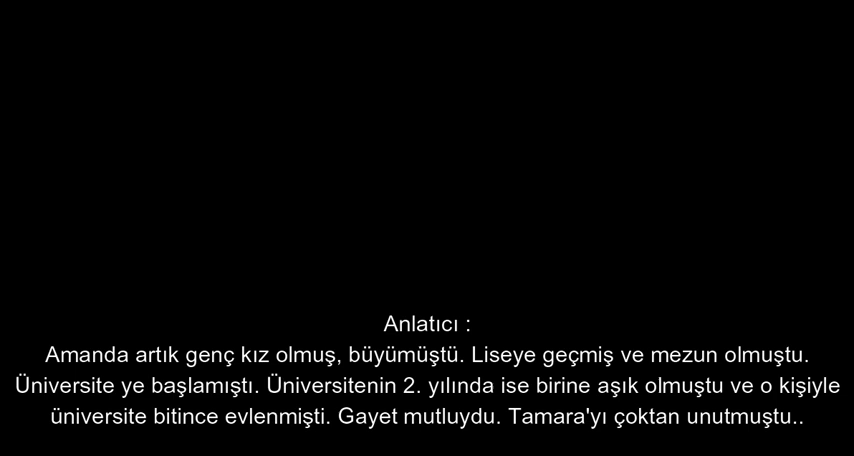 Anlatıcı :
Amanda artık genç kız olmuş, büyümüştü. Liseye geçmiş ve mezun olmuştu.
Üniversite ye başlamıştı. Üniversitenin 2. yılında ise birine aşık olmuştu ve o kişiyle
üniversite bitince evlenmişti. Gayet mutluydu. Tamara'yı çoktan unutmuştu..